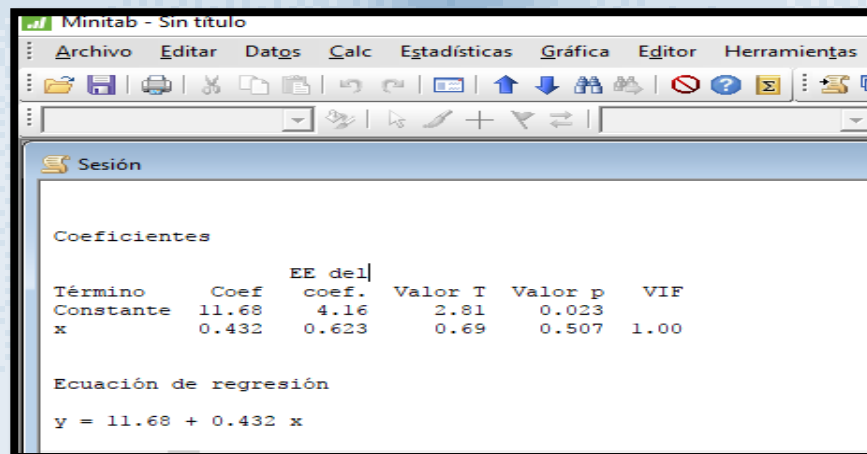 Minitab - Sin título
Archivo Editar Datos Calc Estadísticas Gráfica Editor Herramientas
Sesión
Coeficientes
EE del
Término Coef coef. Valor T Valor p VIF
Constante 11.68 4.16 2.81 0.023
x 0.432 0.623 0.69 0.507 1.00
Ecuación de regresión
y = 11.68 + 0.432 x